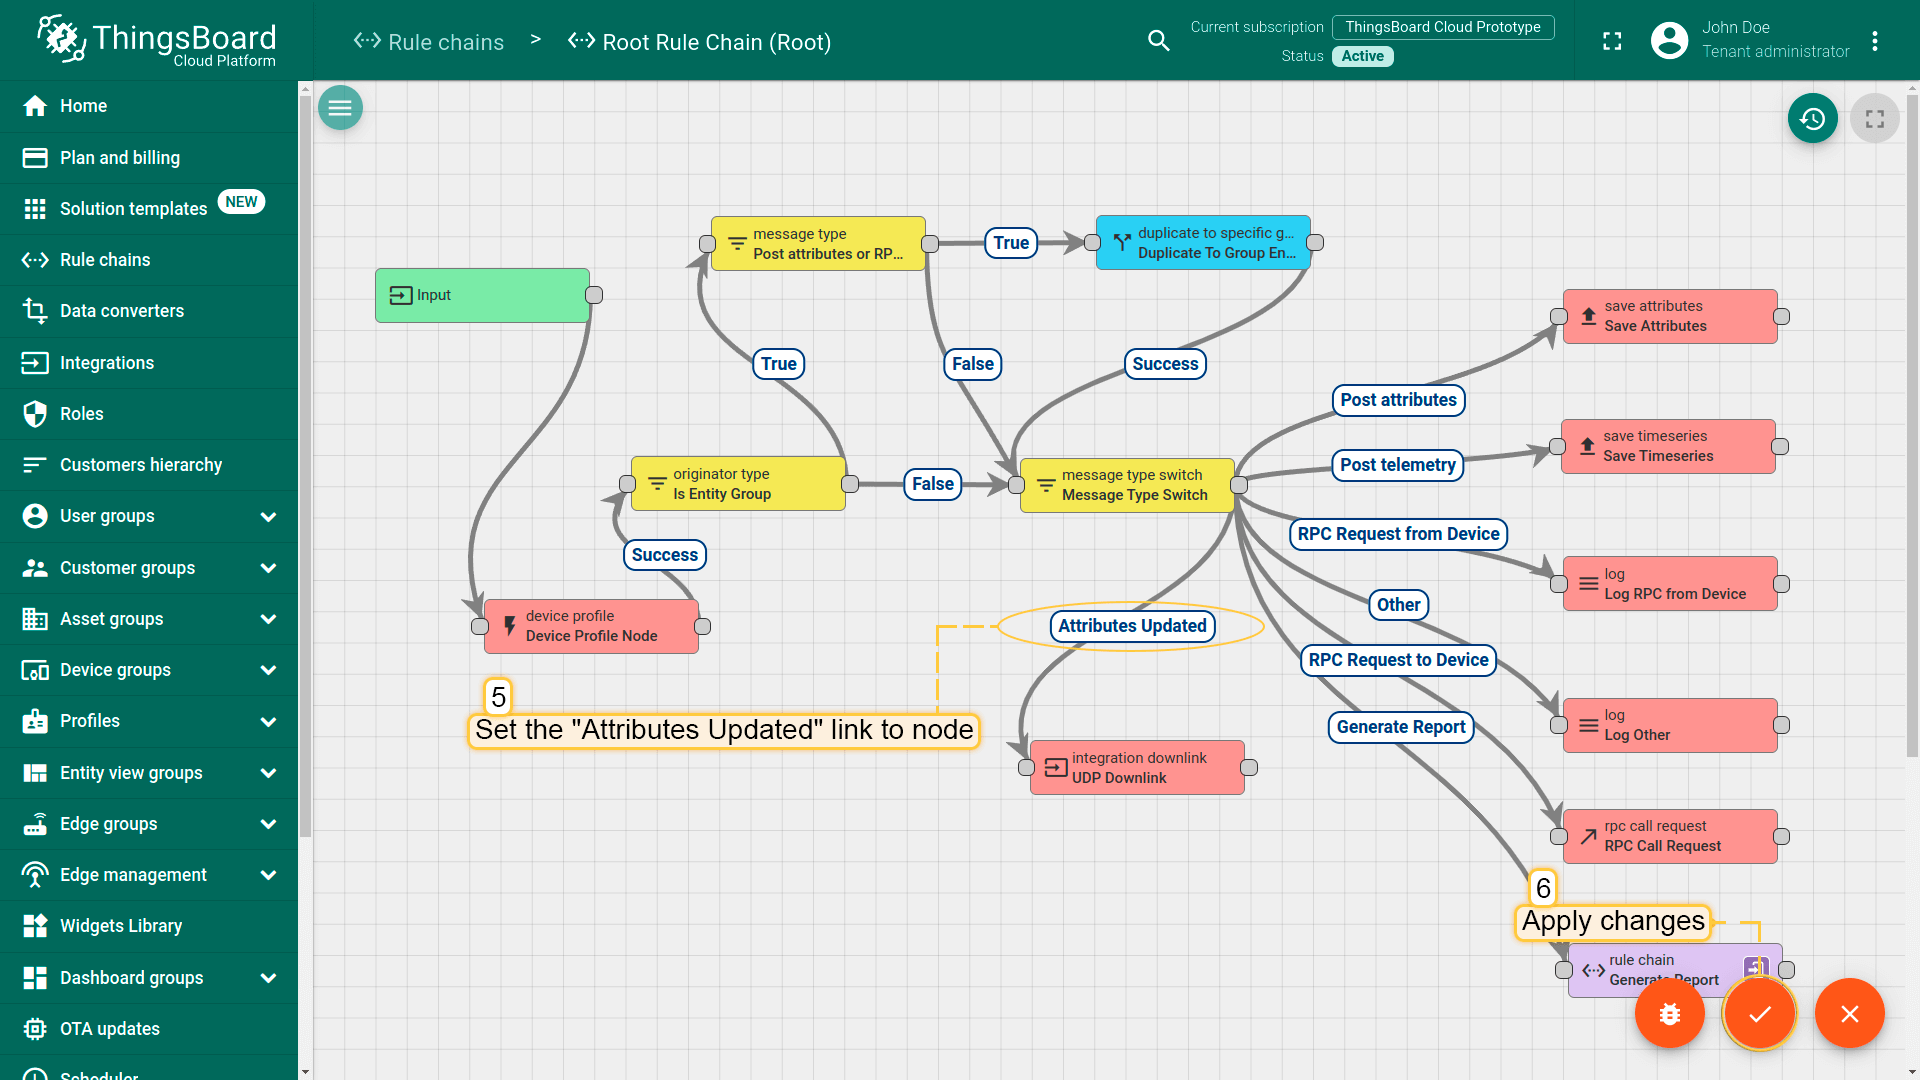 ThingsBoard
Cloud Platform
Rule chains > Root Rule Chain (Root)
Current subscription ThingsBoard Cloud Prototype
Status Active
John Doe
Tenant administrator
Home
Plan and billing
Solution templates NEW
Rule chains
Data converters
Integrations
Roles
Customers hierarchy
User groups
Customer groups
Asset groups
Device groups
Profiles
Entity view groups
Edge groups
Edge management
Widgets Library
Dashboard groups
OTA updates
Scheduler
Input
message type
Post attributes or RP...
True
duplicate to specific g...
Duplicate To Group En...
True
False
Success
originator type
Is Entity Group
False
message type switch
Message Type Switch
Success
device profile
Device Profile Node
Post attributes
Post telemetry
RPC Request from Device
Other
Attributes Updated
RPC Request to Device
Generate Report
save attributes
Save Attributes
save timeseries
Save Timeseries
log
Log RPC from Device
log
Log Other
integration downlink
UDP Downlink
rpc call request
RPC Call Request
5
Set the "Attributes Updated" link to node
6
Apply changes
rule chain
Generate Report